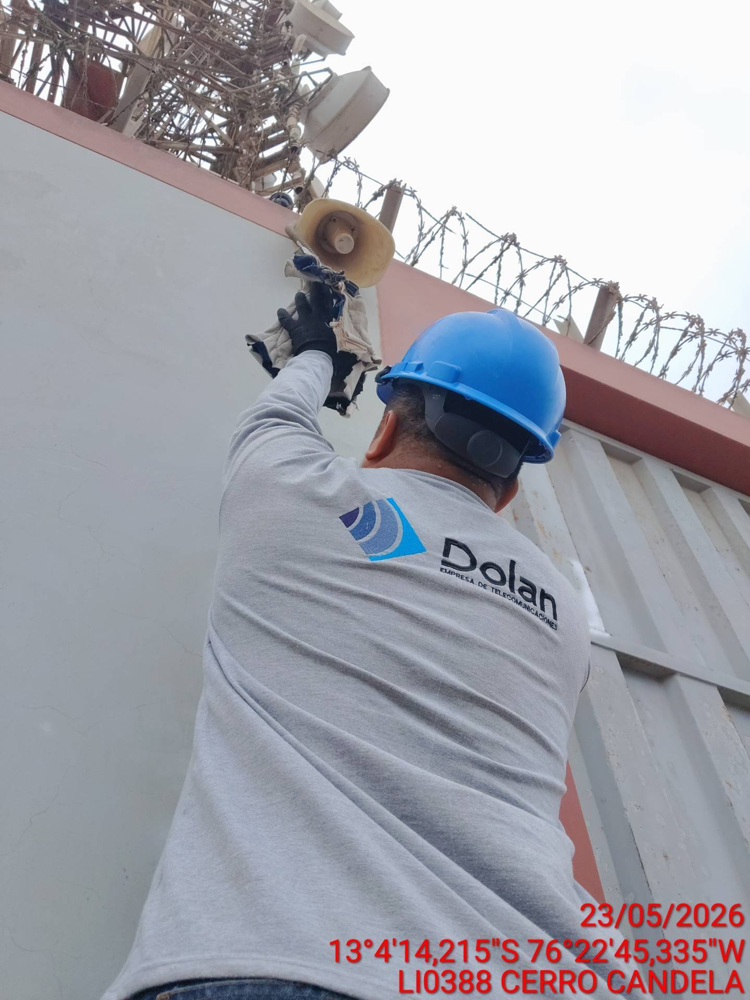 Dolan
EMPRESA DE TELECOMUNICACIONES
23/05/2026
13°4'14,215"S 76°22'45,335"W
LI0388 CERRO CANDELA